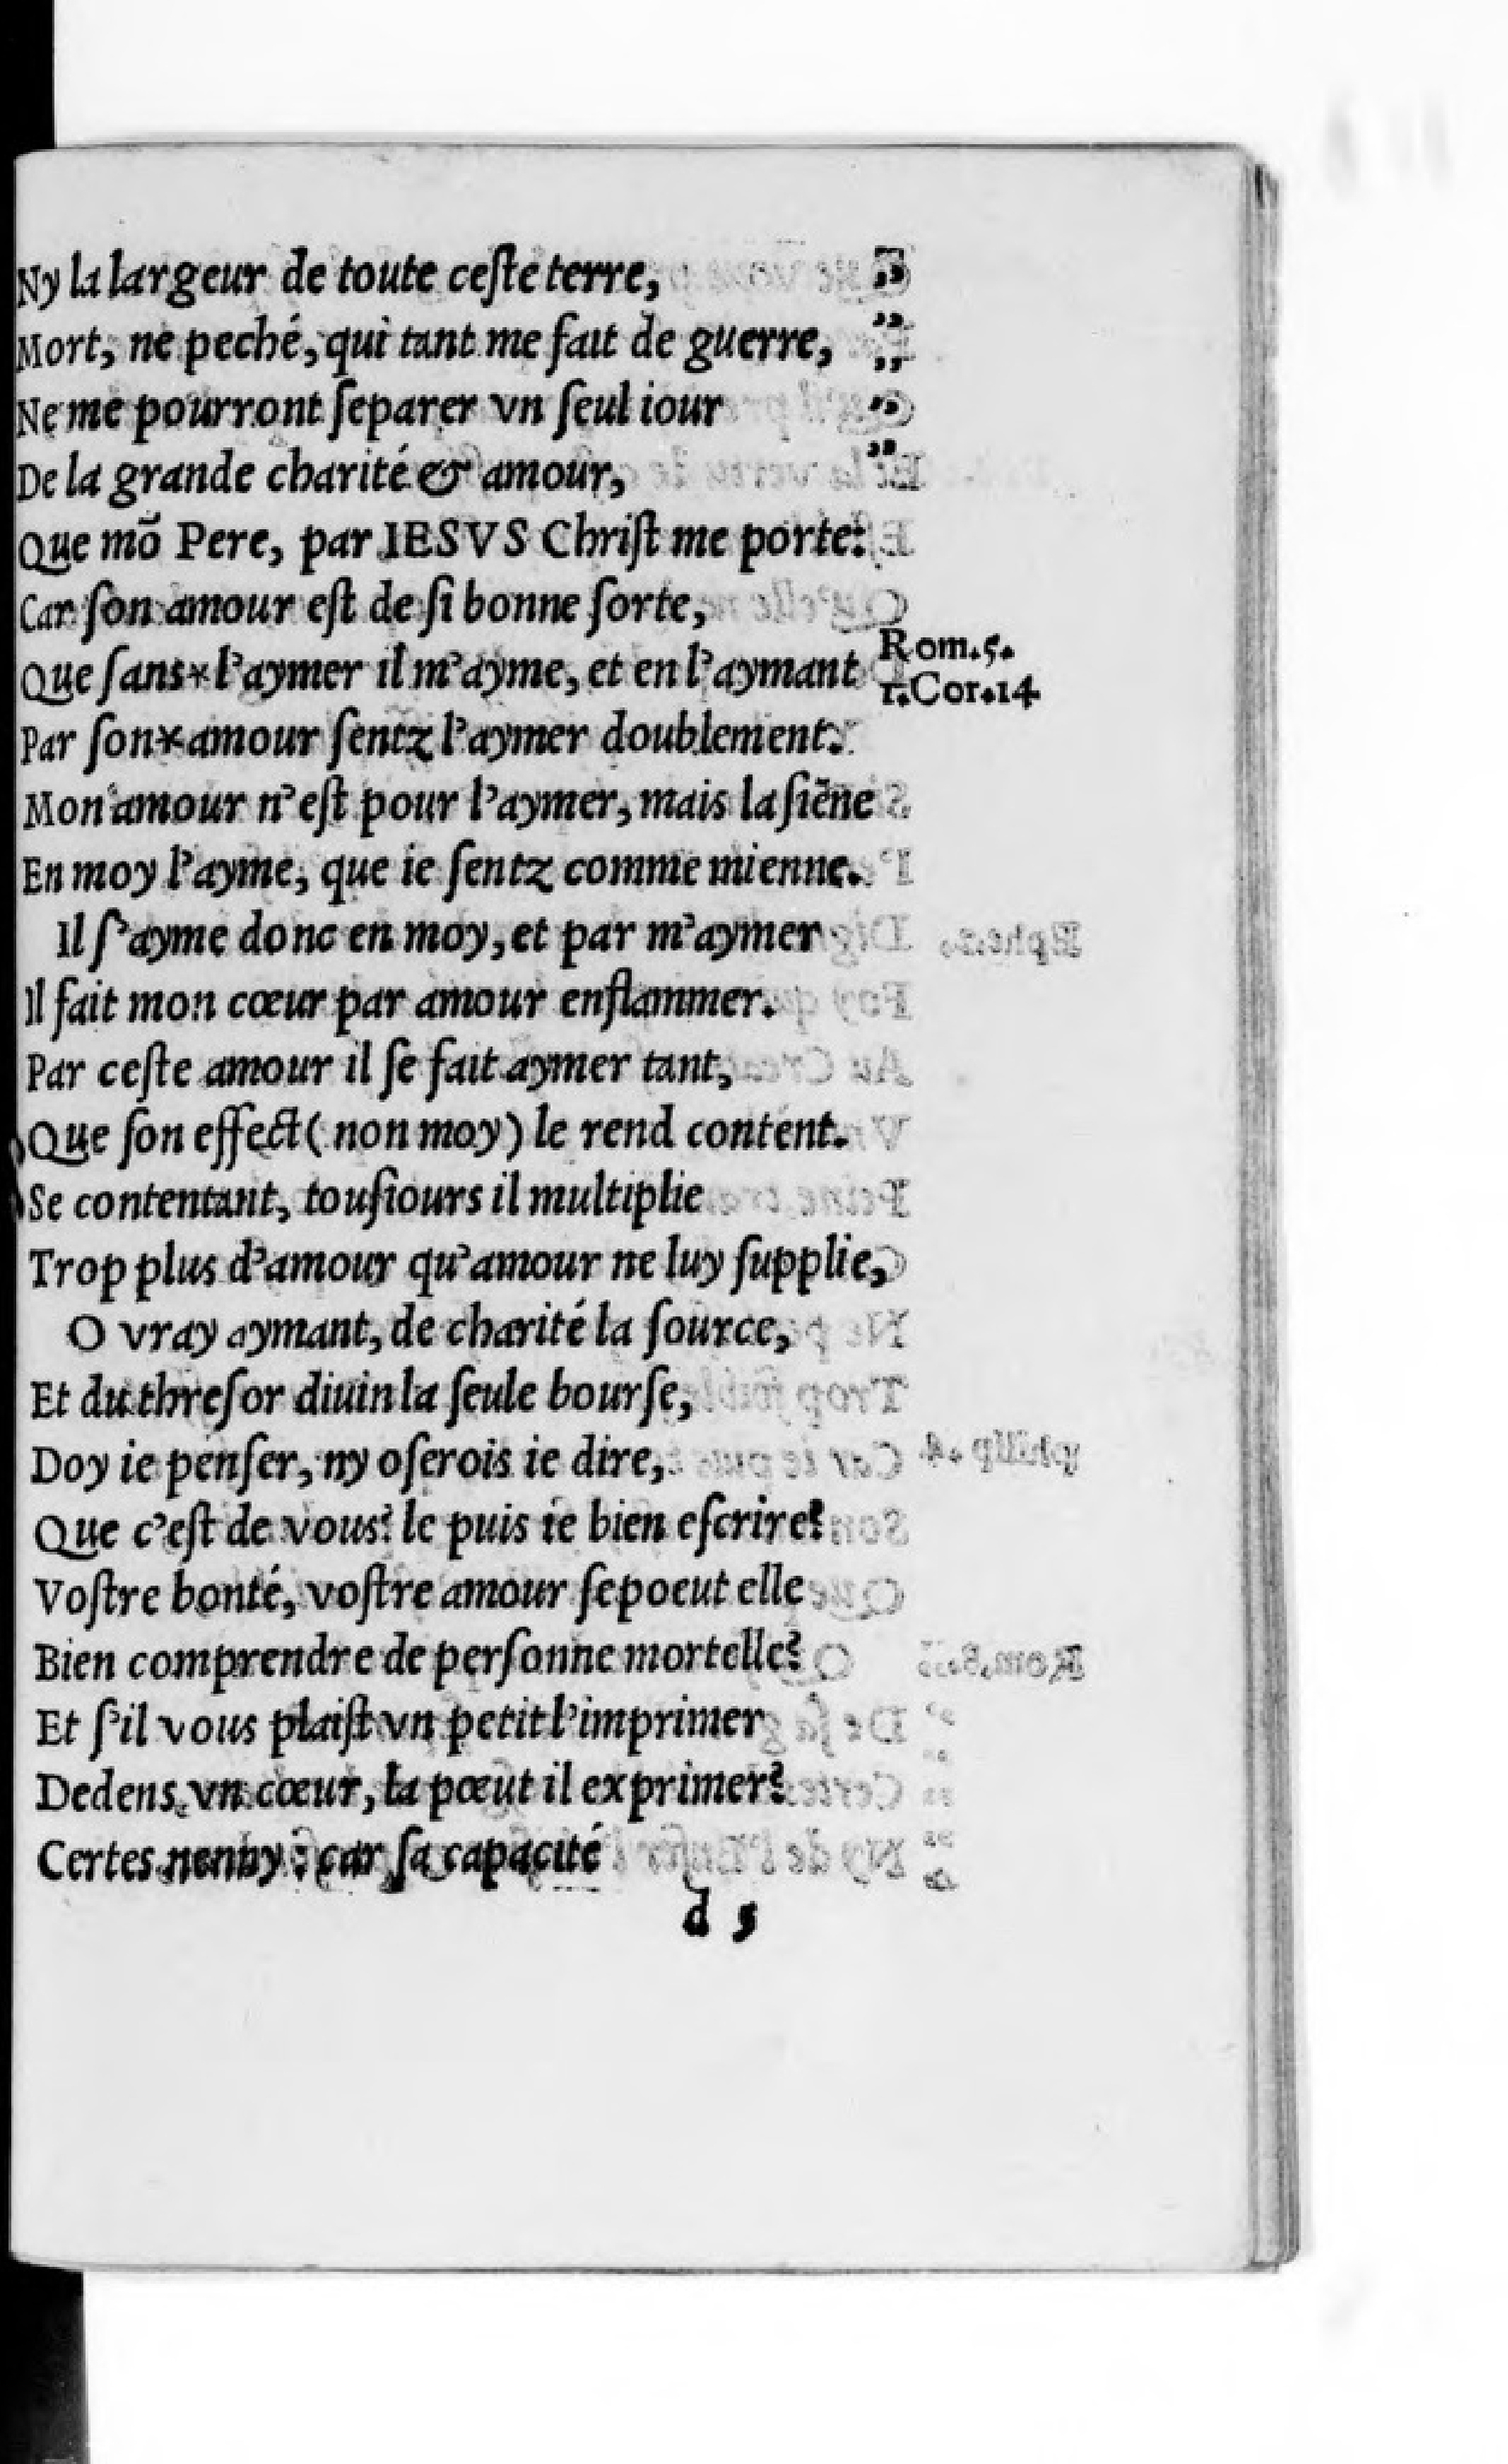 Ny la largeur de toute ceſte terre, ”
Mort, ne peché, qui tant me fait de guerre, ”
Ne me pourront ſeparer vn ſeul iour ”
De la grande charité & amour, ”
Que mõ Pere, par IESVS Chriſt me porte:
Car ſon amour eſt de ſi bonne ſorte,
Que ſans*l’aymer il m’ayme, et en l’aymant Rom.5.
Par ſon*amour ſentz l’aymer doublement. 1.Cor.14
Mon amour n’eſt pour l’aymer, mais la ſiẽne
En moy l’ayme, que ie ſentz comme mienne.
Il ſ’ayme donc en moy, et par m’aymer
Il fait mon cœur par amour enflammer.
Par ceſte amour il ſe fait aymer tant,
Que ſon effect ( non moy ) le rend content.
Se contentant, touſiours il multiplie
Trop plus d’amour qu’amour ne luy ſupplie,
O vray aymant, de charité la ſource,
Et du threſor diuin la ſeule bourſe,
Doy ie penſer, ny oſerois ie dire,
Que c’eſt de vous? le puis ie bien eſcrire?
Voſtre bonté, voſtre amour ſe poeut elle
Bien comprendre de perſonne mortelle?
Et ſ’il vous plaiſt vn petit l’imprimer
Dedens vn cœur, la pœut il exprimer?
Certes nenny : car ſa capacité
d 5